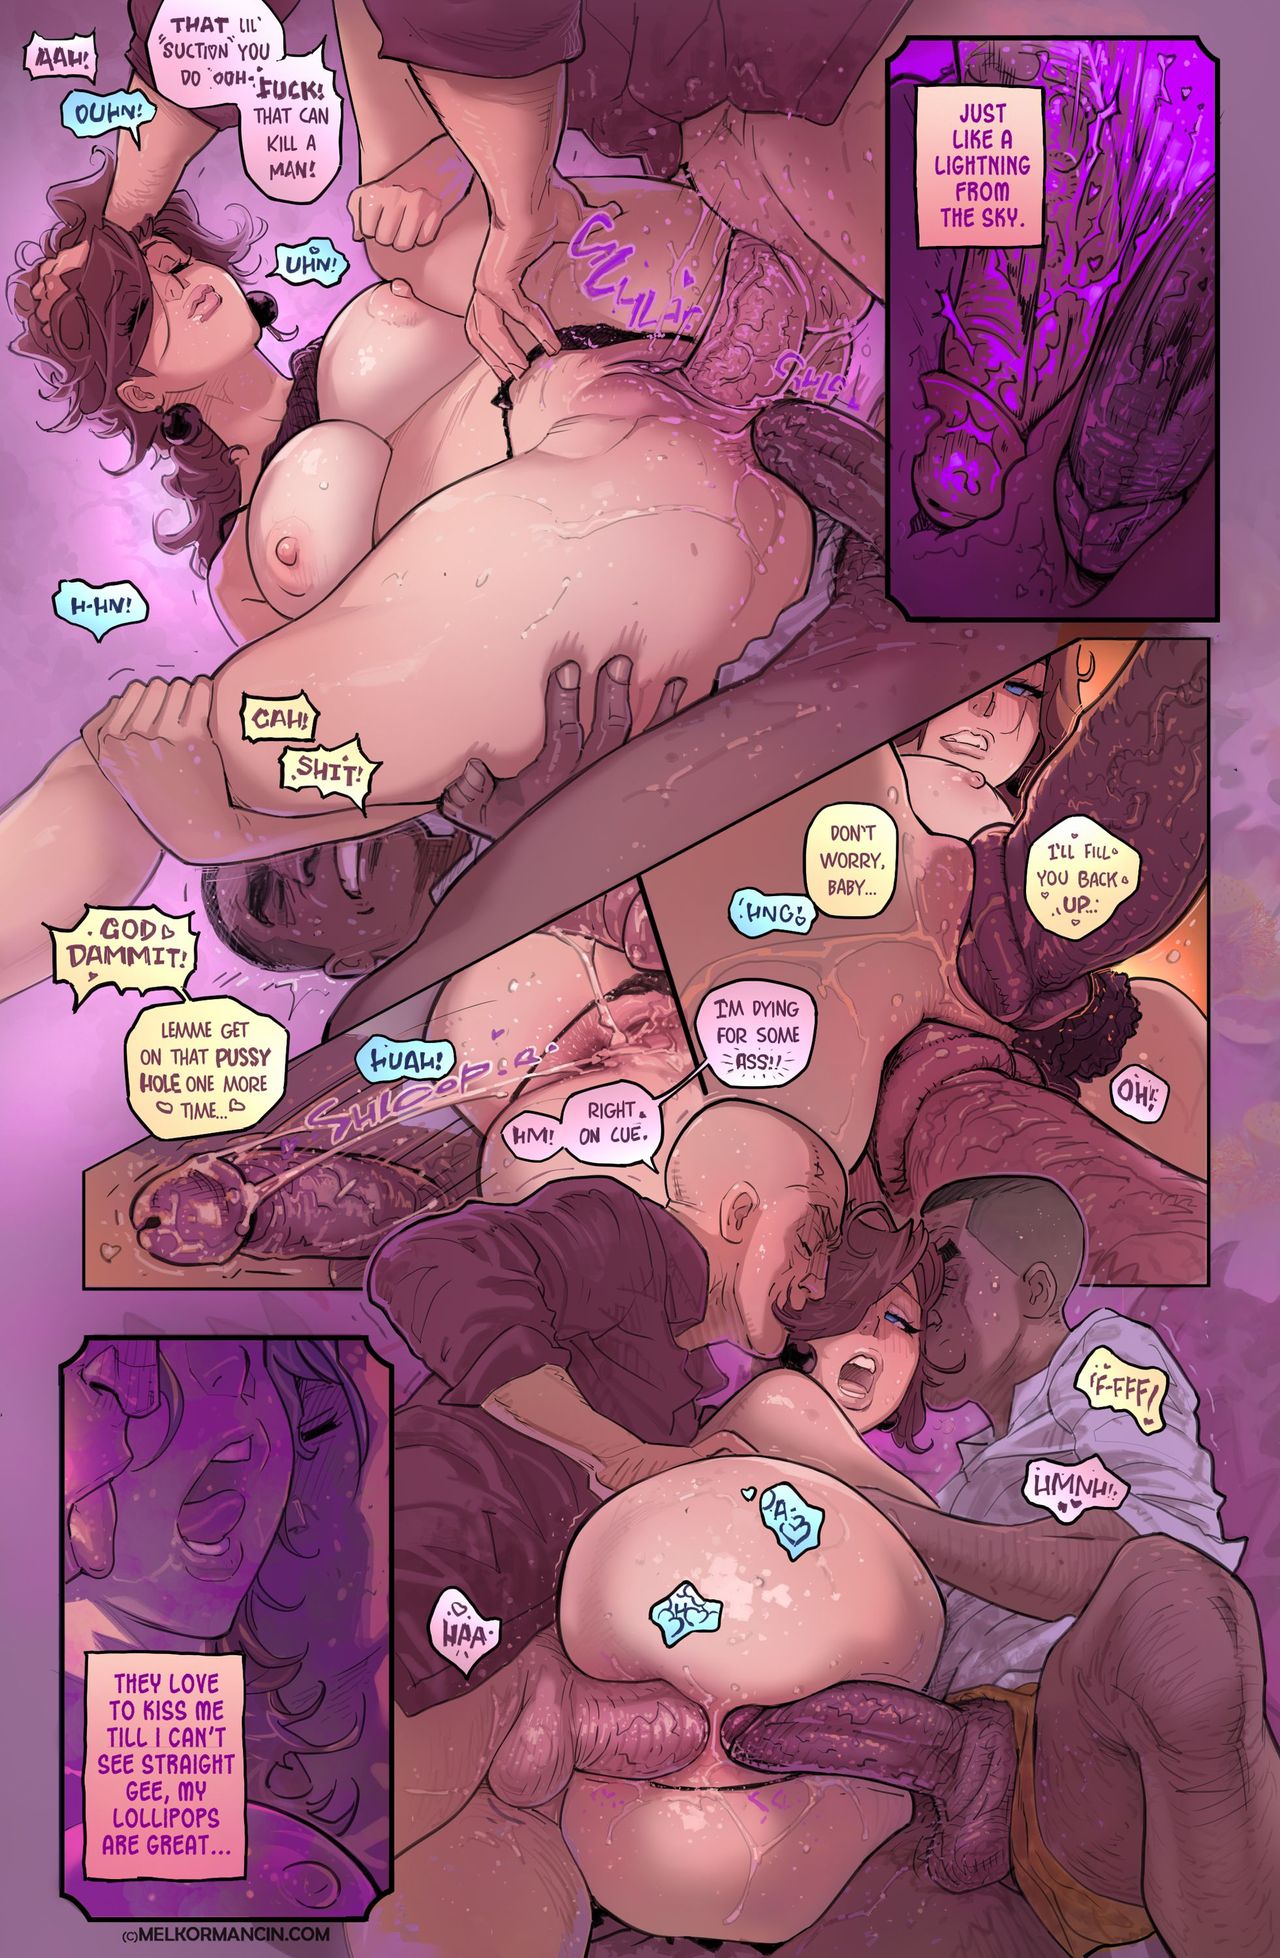 THAT LIL'
"SUCTION" YOU
DO OOH-
FUCK!
THAT CAN
KILL A
MAN!
AAH!
OUHN!
UHN!
H-HN!
GAH!
SHIT!
JUST
LIKE A
LIGHTNING
FROM
THE SKY.
GOD
DAMMIT!
LEMME GET
ON THAT PUSSY
HOLE ONE MORE
TIME...
HUAH!
DON'T
WORRY,
BABY...
I'LL FILL
YOU BACK
UP...
HNG!
OH!
HM!
RIGHT
ON CUE.
I'M DYING
FOR SOME
ASS!!
F-FFF!
HMNH!
HAA
THEY LOVE
TO KISS ME
TILL I CAN'T
SEE STRAIGHT
GEE, MY
LOLLIPOPS
ARE GREAT...
(C)MELKORMANCIN.COM